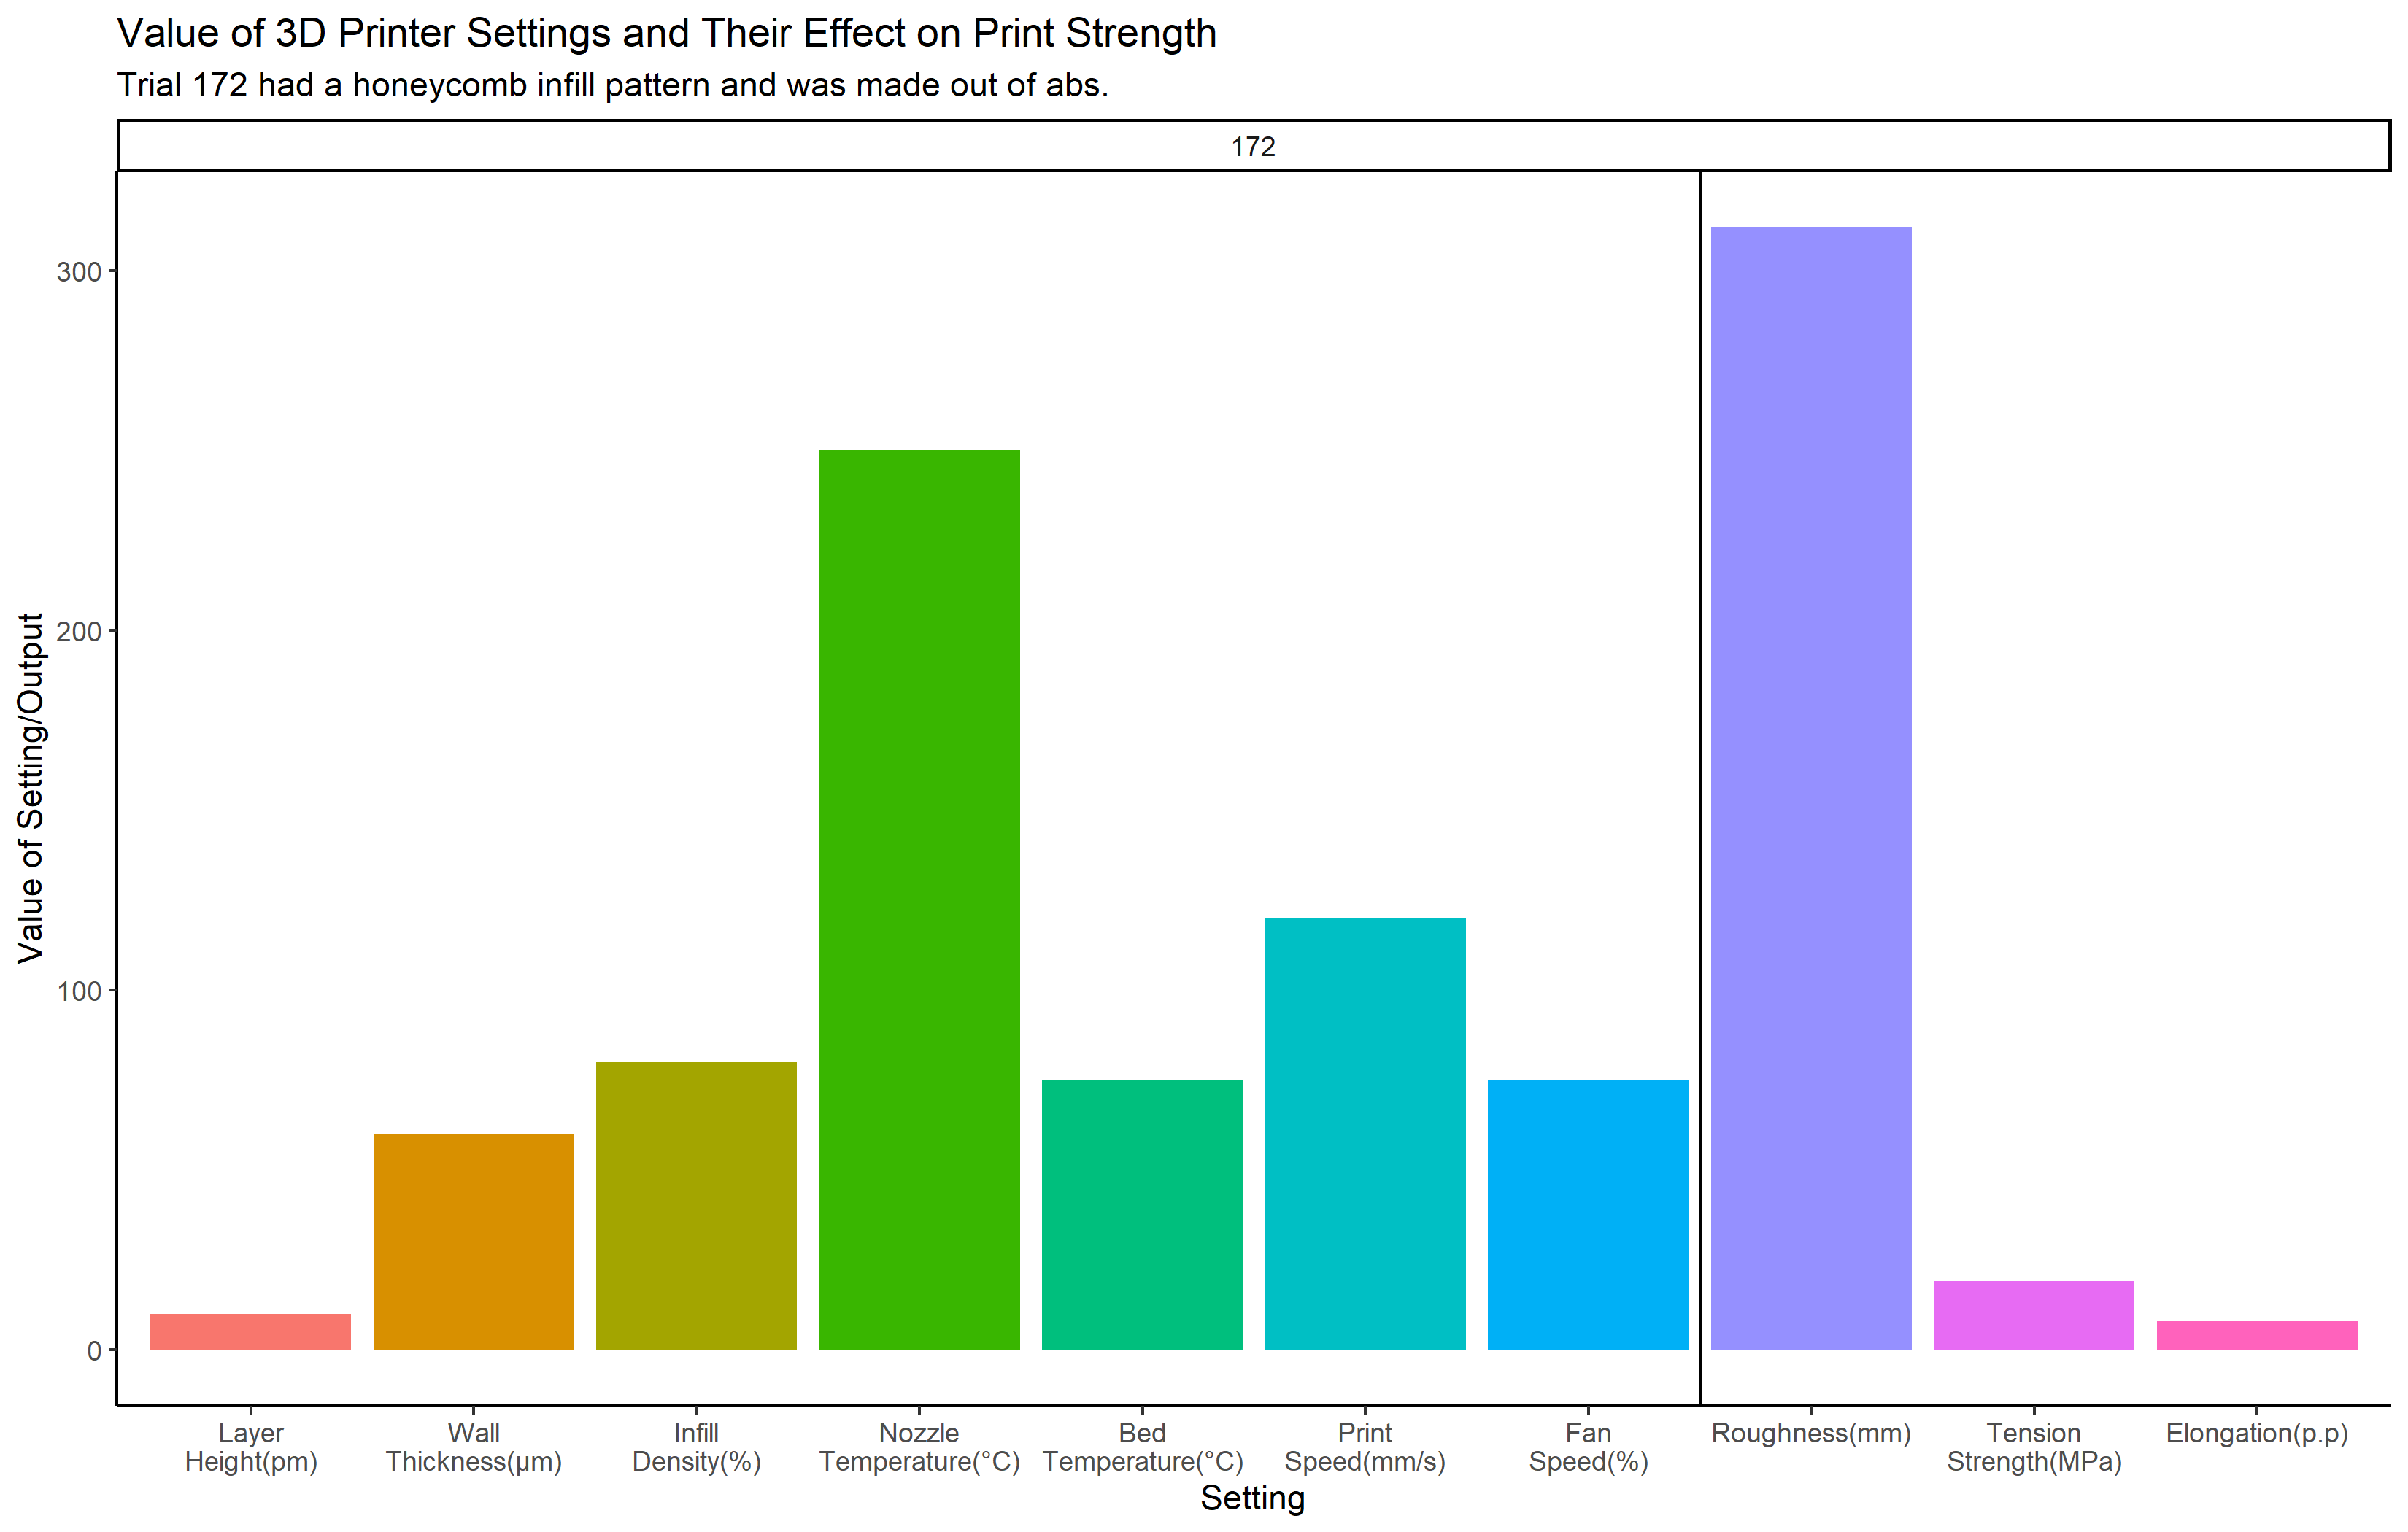 Value of 3D Printer Settings and Their Effect on Print Strength
Trial 172 had a honeycomb infill pattern and was made out of abs.
172
Value of Setting/Output
300
200
100
0
Layer
Height(pm)
Wall
Thickness(µm)
Infill
Density(%)
Nozzle
Temperature(°C)
Bed
Temperature(°C)
Print
Speed(mm/s)
Fan
Speed(%)
Roughness(mm)
Tension
Strength(MPa)
Elongation(p.p)
Setting